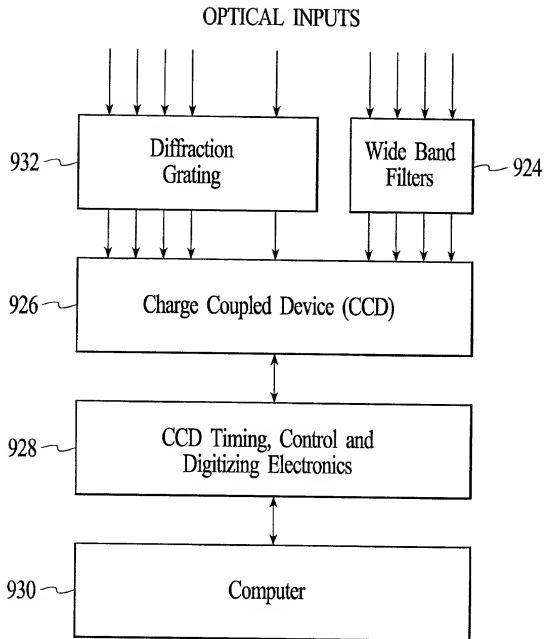 OPTICAL INPUTS
932
Diffraction
Grating
Wide Band
Filters
924
926
Charge Coupled Device (CCD)
928
CCD Timing, Control and
Digitizing Electronics
930
Computer